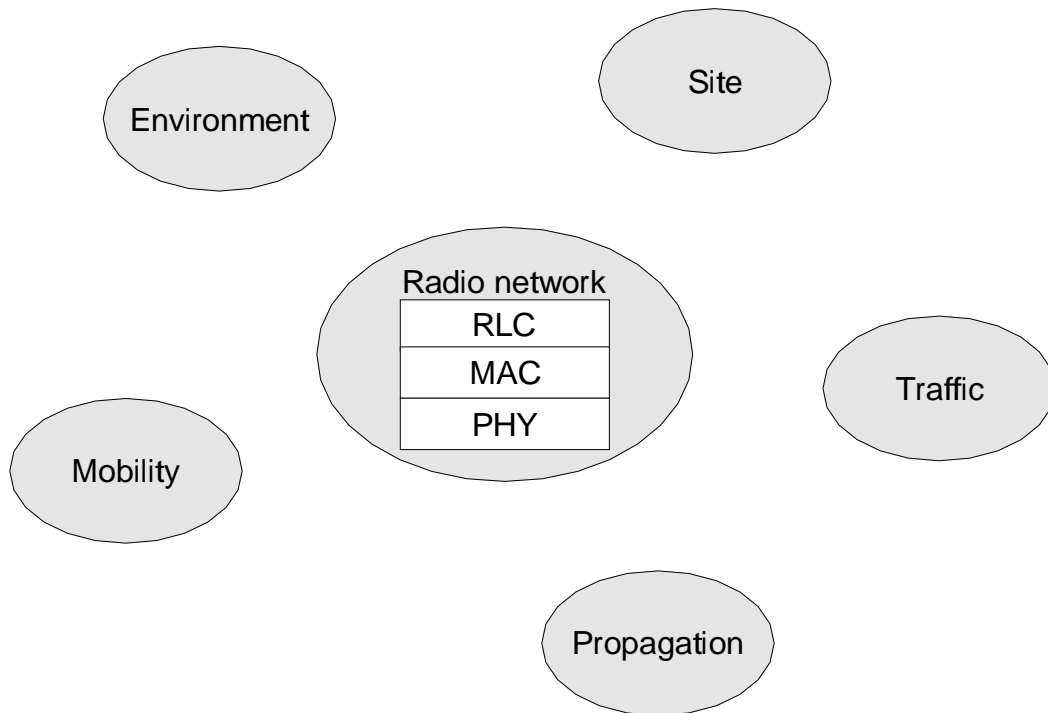 Site
Environment
Radio network
RLC
MAC
PHY
Traffic
Mobility
Propagation